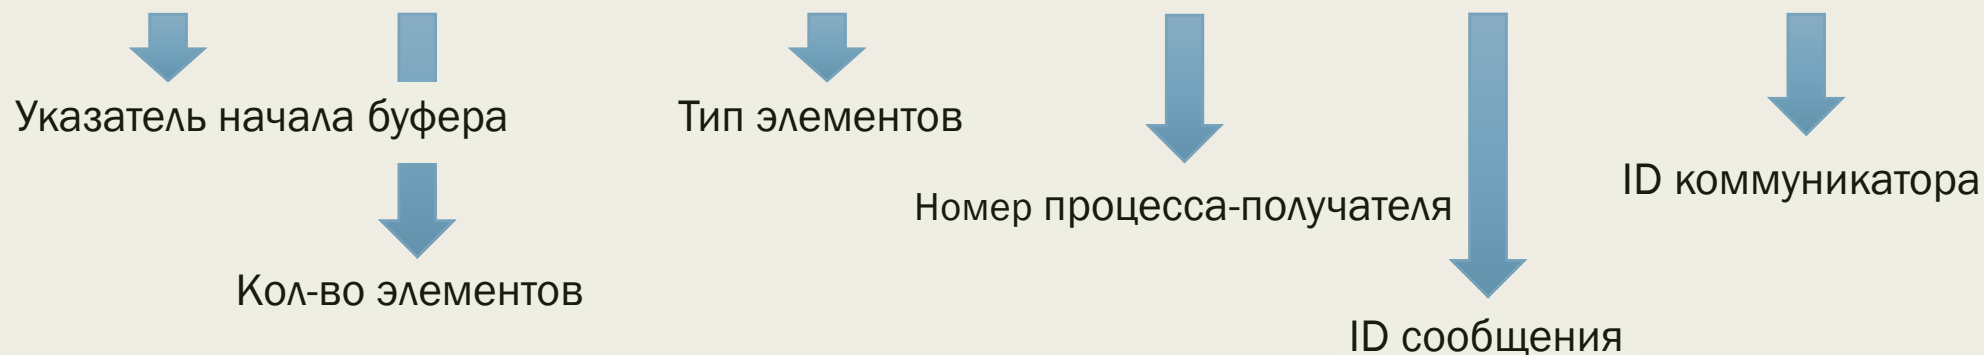 Указатель начала буфера
Кол-во элементов
Тип элементов
Номер процесса-получателя
ID сообщения
ID коммуникатора